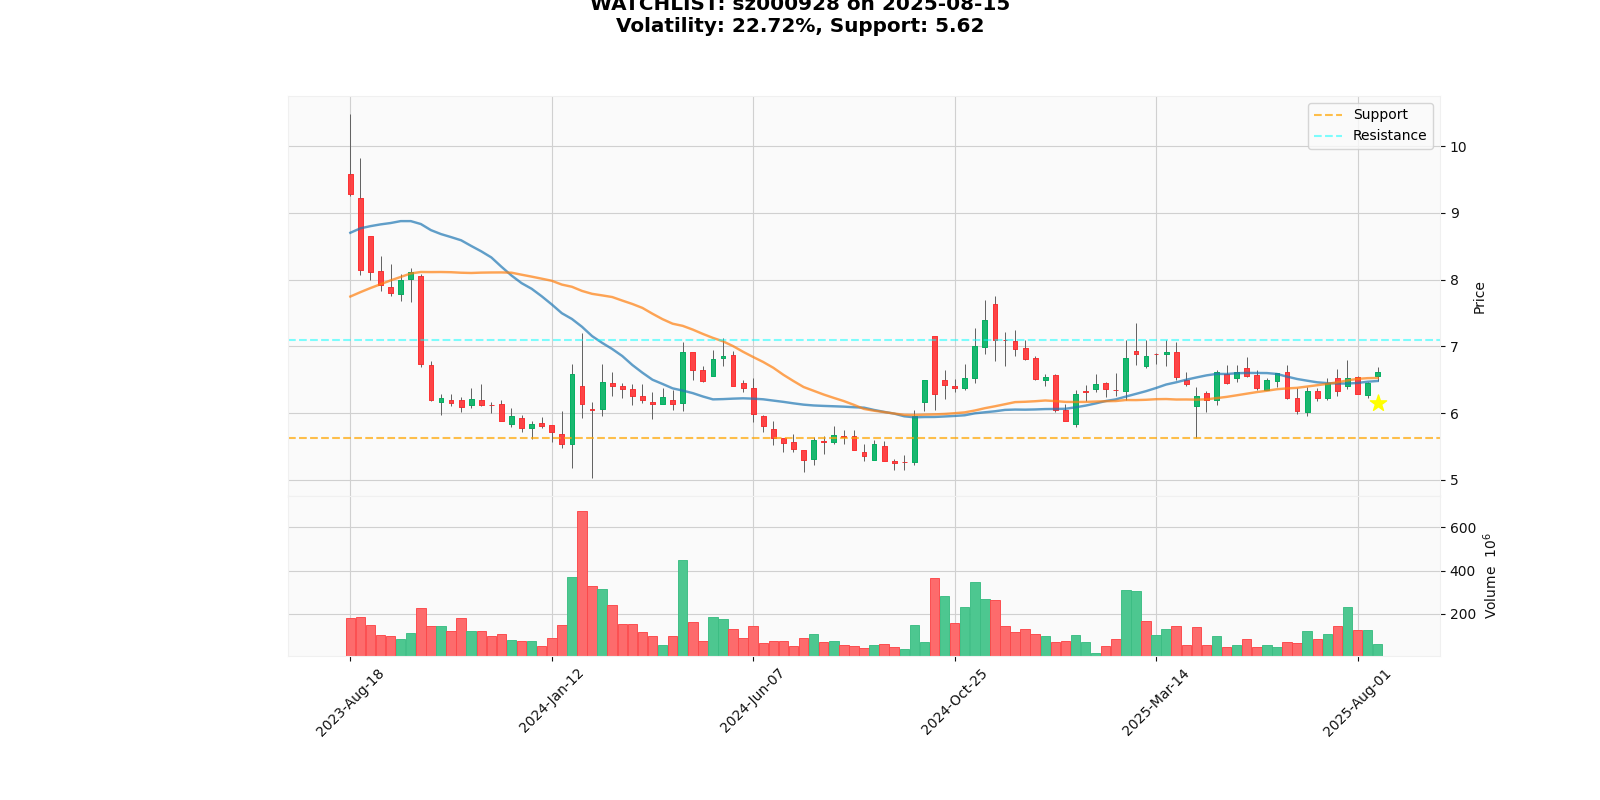 WATCHLIST: sz000928 on 2025-08-15
Volatility: 22.72%, Support: 5.62
Support
Resistance
10
9
8
7
6
5
Price
600
400
200
Volume 10^6
2023-Aug-18
2024-Jan-12
2024-Jun-07
2024-Oct-25
2025-Mar-14
2025-Aug-01